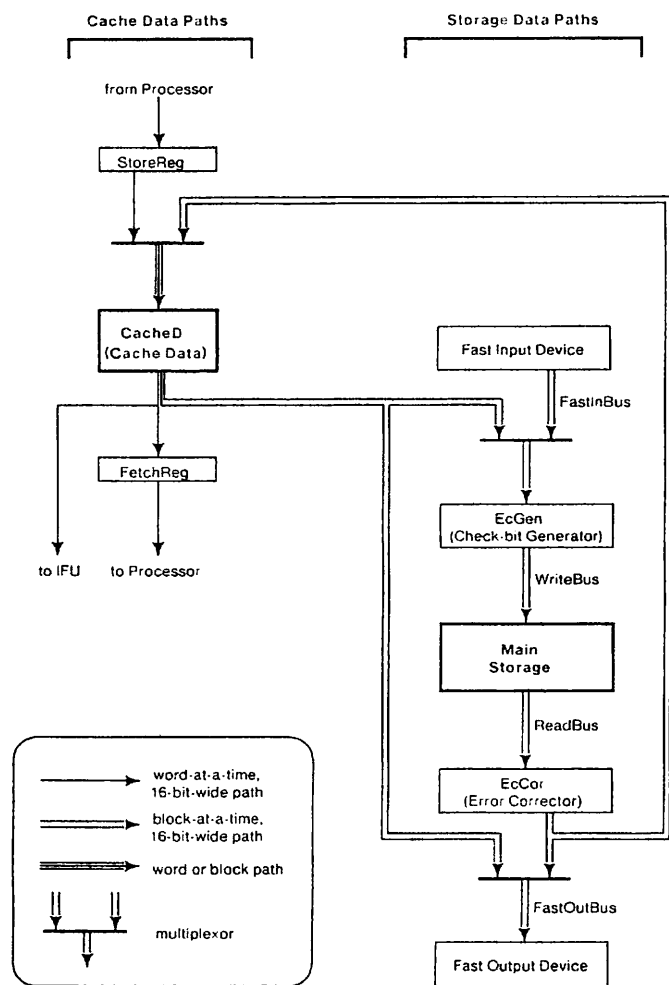 Cache Data Paths
Storage Data Paths
from Processor
StoreReg
CacheD
(Cache Data)
Fast Input Device
FastInBus
FetchReg
EcGen
(Check-bit Generator)
to IFU
to Processor
WriteBus
Main
Storage
ReadBus
EcCor
(Error Corrector)
FastOutBus
Fast Output Device
word-at-a-time,
16-bit-wide path
block-at-a-time,
16-bit-wide path
word or block path
multiplexor